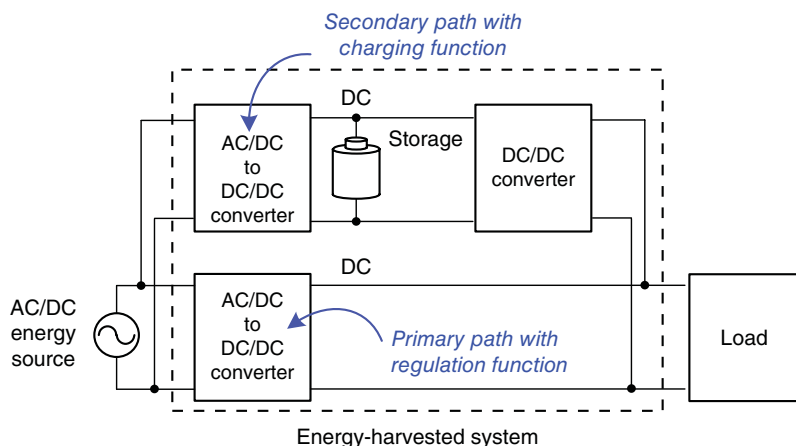 Secondary path with
charging function
DC
AC/DC
to
DC/DC
converter
Storage
DC/DC
converter
DC
AC/DC
energy
source
AC/DC
to
DC/DC
converter
Primary path with
regulation function
Load
Energy-harvested system